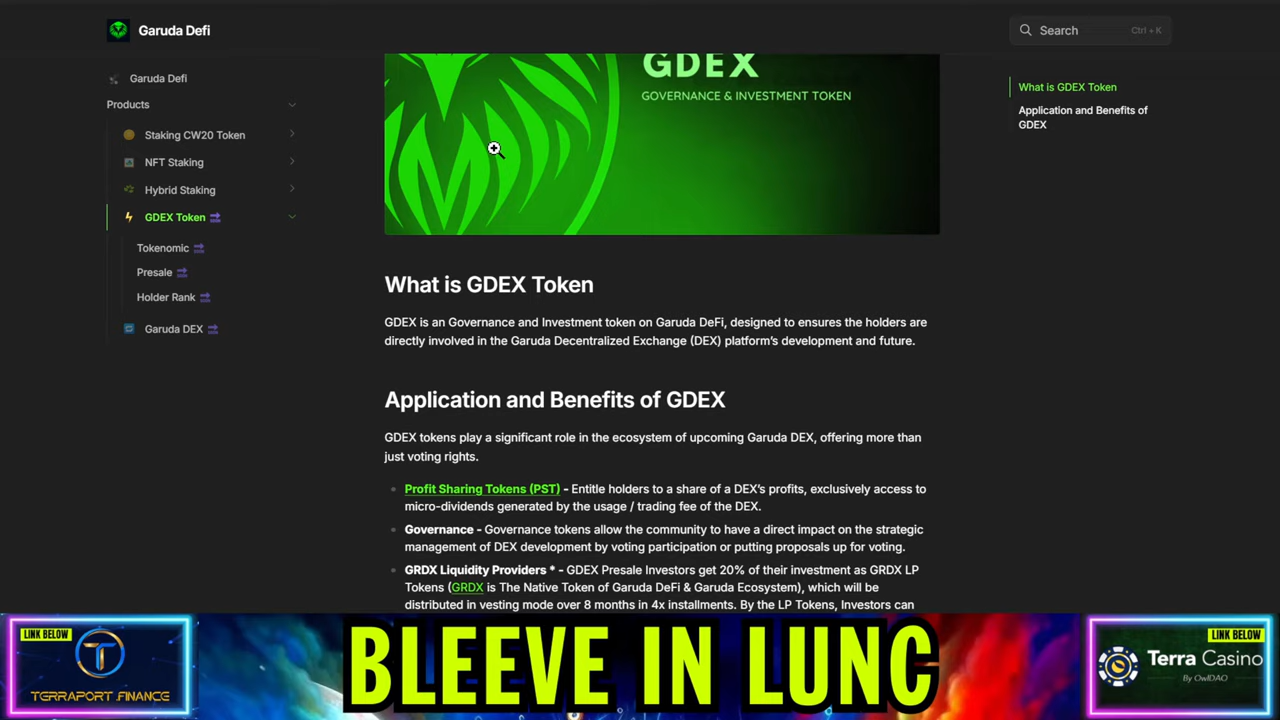 Garuda Defi
Search
Ctrl + K
Garuda Defi
Products
Staking CW20 Token
NFT Staking
Hybrid Staking
GDEX Token
Tokenomic
Presale
Holder Rank
Garuda DEX
GDEX
GOVERNANCE & INVESTMENT TOKEN
What is GDEX Token
GDEX is an Governance and Investment token on Garuda DeFi, designed to ensures the holders are
directly involved in the Garuda Decentralized Exchange (DEX) platform's development and future.
Application and Benefits of GDEX
GDEX tokens play a significant role in the ecosystem of upcoming Garuda DEX, offering more than
just voting rights.
Profit Sharing Tokens (PST) - Entitle holders to a share of a DEX's profits, exclusively access to
micro-dividends generated by the usage / trading fee of the DEX.
Governance - Governance tokens allow the community to have a direct impact on the strategic
management of DEX development by voting participation or putting proposals up for voting.
GRDX Liquidity Providers * - GDEX Presale Investors get 20% of their investment as GRDX LP
Tokens (GRDX is The Native Token of Garuda DeFi & Garuda Ecosystem), which will be
distributed in vesting mode over 8 months in 4x installments. By the LP Tokens, Investors can
What is GDEX Token
Application and Benefits of
GDEX
LINK BELOW
TERRAPORT FINANCE
BLEEVE IN LUNC
LINK BELOW
Terra Casino
By OwlDAO